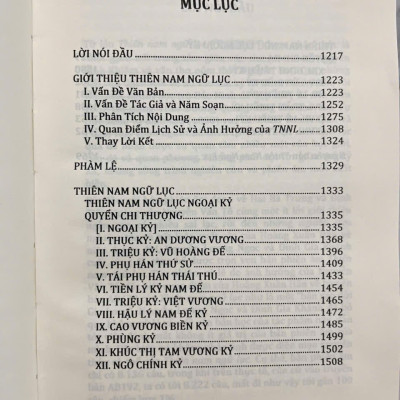 MỤC LỤC
LỜI NÓI ĐẦU 1217
GIỚI THIỆU THIÊN NAM NGỮ LỤC 1223
I. Vấn Đề Văn Bản 1223
II. Vấn Đề Tác Giả và Năm Soạn 1252
III. Phân Tích Nội Dung 1275
IV. Quan Điểm Lịch Sử và Ảnh Hưởng của TNNL 1308
V. Thay Lời Kết 1324
PHÀM LỆ 1329
THIÊN NAM NGỮ LỤC 1333
THIÊN NAM NGỮ LỤC NGOẠI KỶ
QUYỂN CHI THƯỢNG 1335
[I. NGOẠI KỶ] 1335
II. THỤC KỶ: AN DƯƠNG VƯƠNG 1368
III. TRIỆU KỶ: VŨ HOÀNG ĐẾ 1396
IV. PHỤ HÁN THỨ SỬ 1409
V. TÁI PHỤ HÁN THÁI THÚ 1433
VI. TIỀN LÝ KỶ NAM ĐẾ 1454
VII. TRIỆU KỶ: VIỆT VƯƠNG 1465
VIII. HẬU LÝ NAM ĐẾ KỶ 1472
IX. CAO VƯƠNG BIỀN KỶ 1485
X. PHÙNG KỶ 1499
XI. KHÚC THỊ TAM VƯƠNG KỶ 1502
XII. NGÔ CHÍNH KỶ 1508